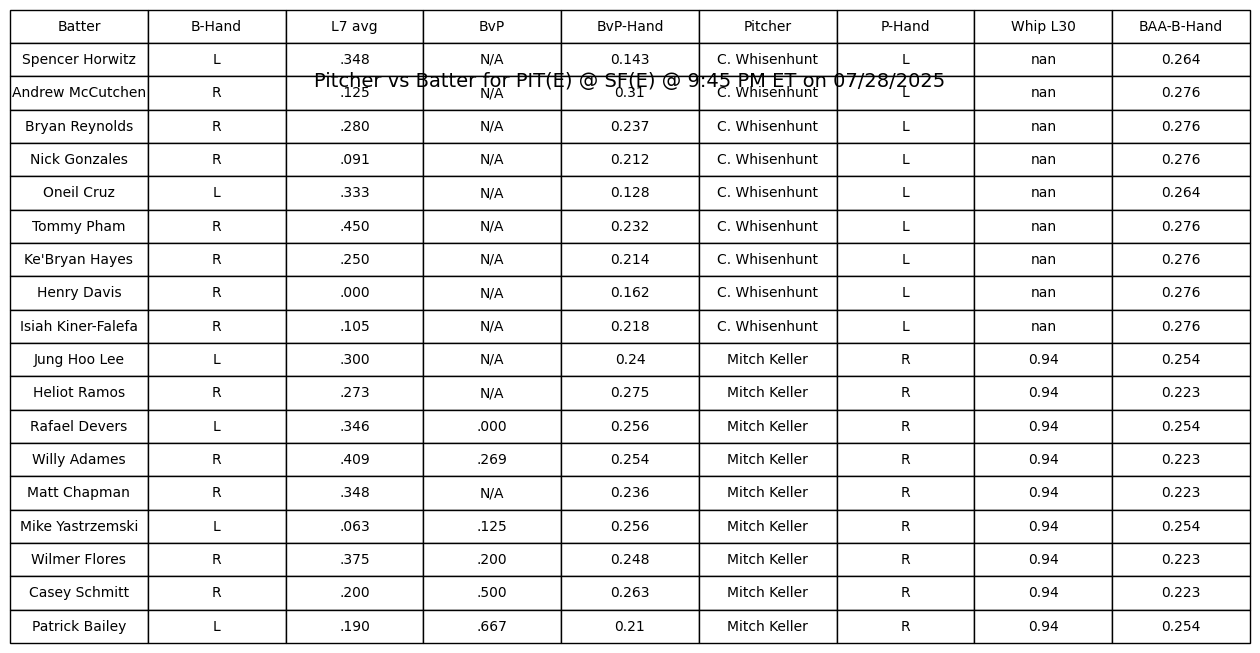 Batter B-Hand L7 avg BvP BvP-Hand Pitcher P-Hand Whip L30 BAA-B-Hand
Spencer Horwitz L .348 N/A 0.143 C. Whisenhunt L nan 0.264
Pitcher vs Batter for PIT(E) @ SF(E) @ 9:45 PM ET on 07/28/2025
Andrew McCutchen R .125 N/A 0.31 C. Whisenhunt L nan 0.276
Bryan Reynolds R .280 N/A 0.237 C. Whisenhunt L nan 0.276
Nick Gonzales R .091 N/A 0.212 C. Whisenhunt L nan 0.276
Oneil Cruz L .333 N/A 0.128 C. Whisenhunt L nan 0.264
Tommy Pham R .450 N/A 0.232 C. Whisenhunt L nan 0.276
Ke'Bryan Hayes R .250 N/A 0.214 C. Whisenhunt L nan 0.276
Henry Davis R .000 N/A 0.162 C. Whisenhunt L nan 0.276
Isiah Kiner-Falefa R .105 N/A 0.218 C. Whisenhunt L nan 0.276
Jung Hoo Lee L .300 N/A 0.24 Mitch Keller R 0.94 0.254
Heliot Ramos R .273 N/A 0.275 Mitch Keller R 0.94 0.223
Rafael Devers L .346 .000 0.256 Mitch Keller R 0.94 0.254
Willy Adames R .409 .269 0.254 Mitch Keller R 0.94 0.223
Matt Chapman R .348 N/A 0.236 Mitch Keller R 0.94 0.223
Mike Yastrzemski L .063 .125 0.256 Mitch Keller R 0.94 0.254
Wilmer Flores R .375 .200 0.248 Mitch Keller R 0.94 0.223
Casey Schmitt R .200 .500 0.263 Mitch Keller R 0.94 0.223
Patrick Bailey L .190 .667 0.21 Mitch Keller R 0.94 0.254